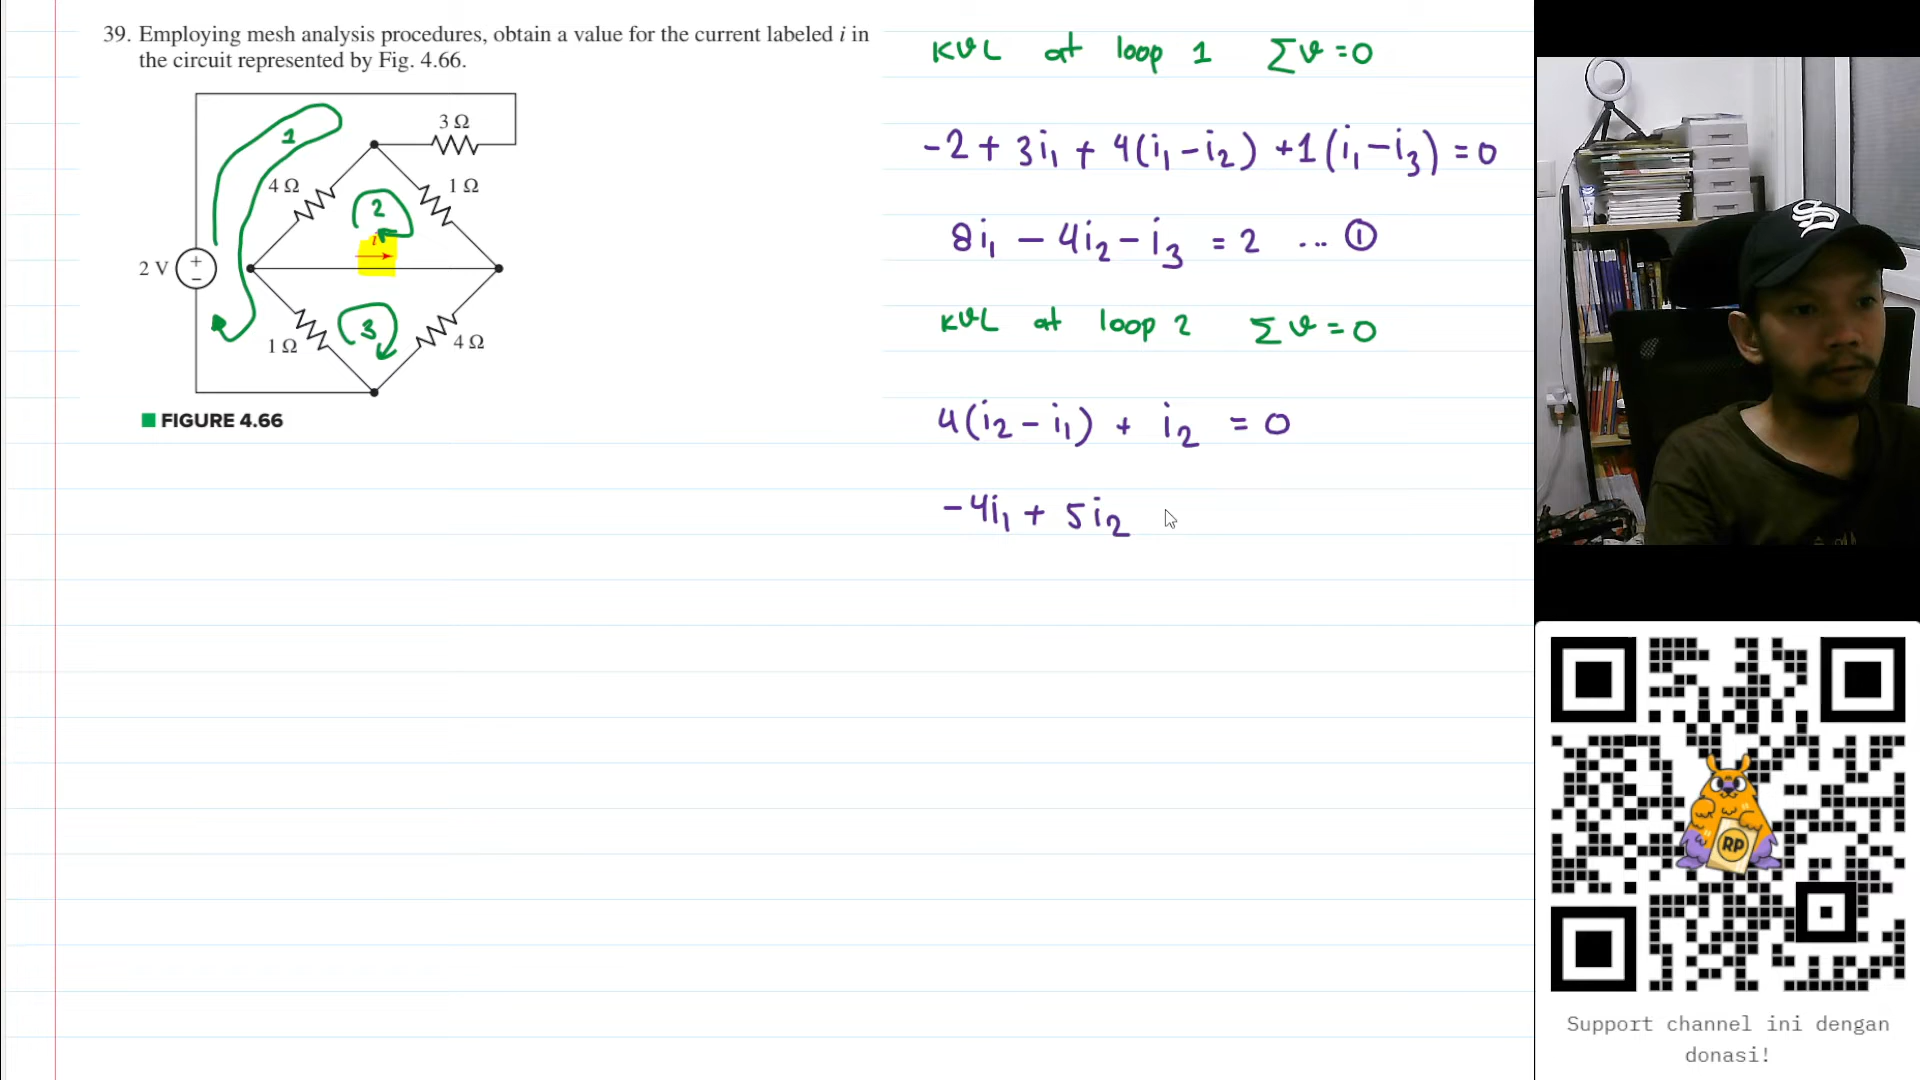 39. Employing mesh analysis procedures, obtain a value for the current labeled i in
the circuit represented by Fig. 4.66.
3 Ω
1
4 Ω
1 Ω
2
i
2 V
+
−
3
1 Ω
4 Ω
FIGURE 4.66
KVL at loop 1 Σv = 0
-2 + 3i₁ + 4(i₁ - i₂) + 1(i₁ - i₃) = 0
8i₁ - 4i₂ - i₃ = 2 ... ①
KVL at loop 2 Σv = 0
4(i₂ - i₁) + i₂ = 0
-4i₁ + 5i₂
S
RP
Support channel ini dengan
donasi!